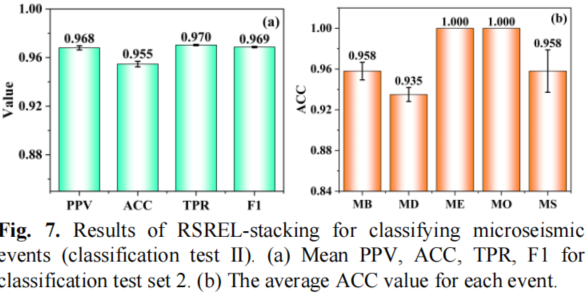 1.00
(a)
0.968
0.955
0.970
0.969
0.96
Value
0.92
0.88
PPV ACC TPR F1
1.000 1.000
(b)
1.00
0.958
0.935
0.958
0.96
ACC
0.92
0.88
0.84
MB MD ME MO MS
Fig. 7. Results of RSREL-stacking for classifying microseismic
events (classification test II). (a) Mean PPV, ACC, TPR, F1 for
classification test set 2. (b) The average ACC value for each event.